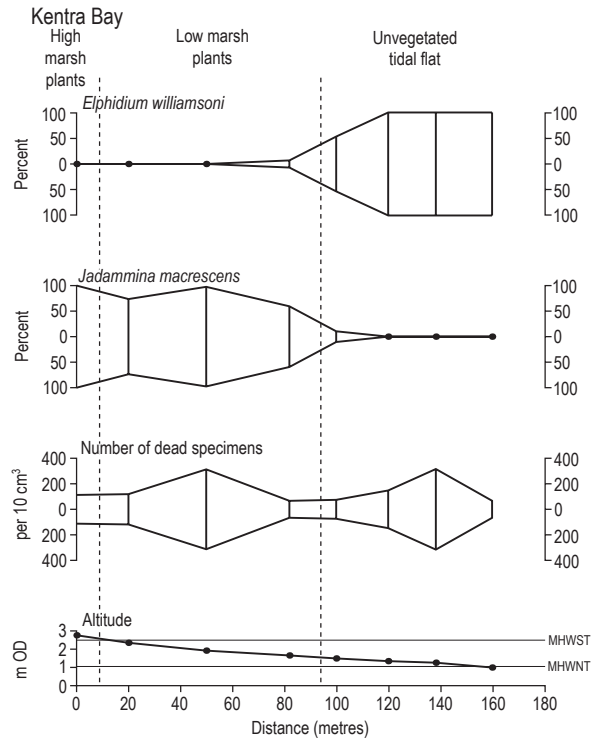 Kentra Bay
High
marsh
plants
Low marsh
plants
Unvegetated
tidal flat
Elphidium williamsoni
100
50
0
50
100
Percent
100
50
0
50
100
Jadammina macrescens
100
50
0
50
100
Percent
100
50
0
50
100
Number of dead specimens
400
200
0
200
400
per 10 cm³
400
200
0
200
400
Altitude
3
2
1
0
m OD
MHWST
MHWNT
0 20 40 60 80 100 120 140 160 180
Distance (metres)